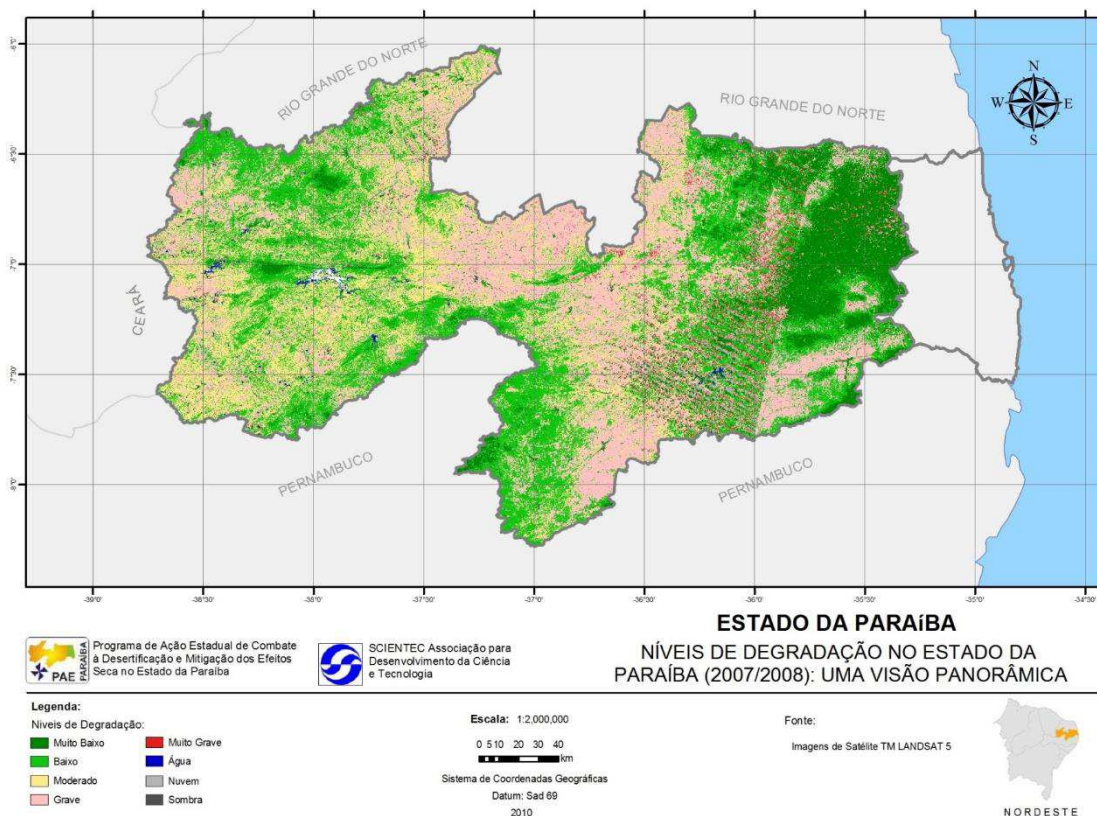 RIO GRANDE DO NORTE
RIO GRANDE DO NORTE
N
W E
S
CEARÁ
PERNAMBUCO
PERNAMBUCO
-6°0'
-6°30'
-7°0'
-7°30'
-8°0'
-39°0' -38°30' -38°0' -37°30' -37°0' -36°30' -36°0' -35°30' -35°0' -34°30'
ESTADO DA PARAíBA
NÍVEIS DE DEGRADAÇÃO NO ESTADO DA
PARAÍBA (2007/2008): UMA VISÃO PANORÂMICA
PAE PARAÍBA
Programa de Ação Estadual de Combate
à Desertificação e Mitigação dos Efeitos
Seca no Estado da Paraíba
SCIENTEC Associação para
Desenvolvimento da Ciência
e Tecnologia
Legenda:
Niveis de Degradação:
Muito Baixo
Baixo
Moderado
Grave
Muito Grave
Água
Nuvem
Sombra
Escala: 1:2,000,000
0 5 10 20 30 40
km
Sistema de Coordenadas Geográficas
Datum: Sad 69
2010
Fonte:
Imagens de Satélite TM LANDSAT 5
NORDESTE